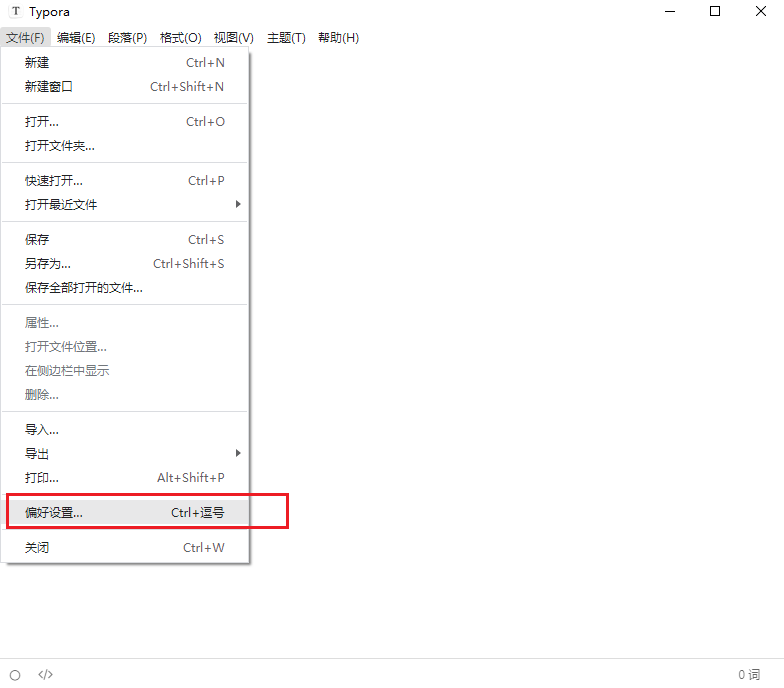 T Typora
文件(F) 编辑(E) 段落(P) 格式(O) 视图(V) 主题(T) 帮助(H)
新建 Ctrl+N
新建窗口 Ctrl+Shift+N
打开... Ctrl+O
打开文件夹...
快速打开... Ctrl+P
打开最近文件
保存 Ctrl+S
另存为... Ctrl+Shift+S
保存全部打开的文件...
属性...
打开文件位置...
在侧边栏中显示
删除...
导入...
导出
打印... Alt+Shift+P
偏好设置... Ctrl+逗号
关闭 Ctrl+W
</> 0 词